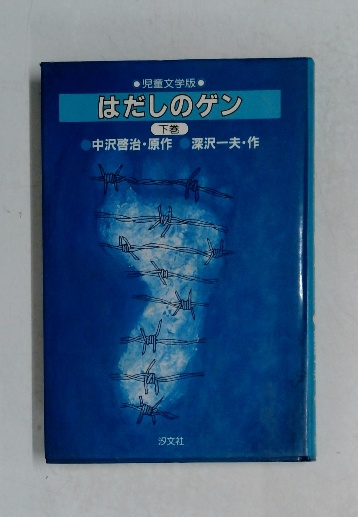 ●児童文学版●
はだしのゲン
下巻
●中沢啓治・原作 ●深沢一夫・作
汐文社